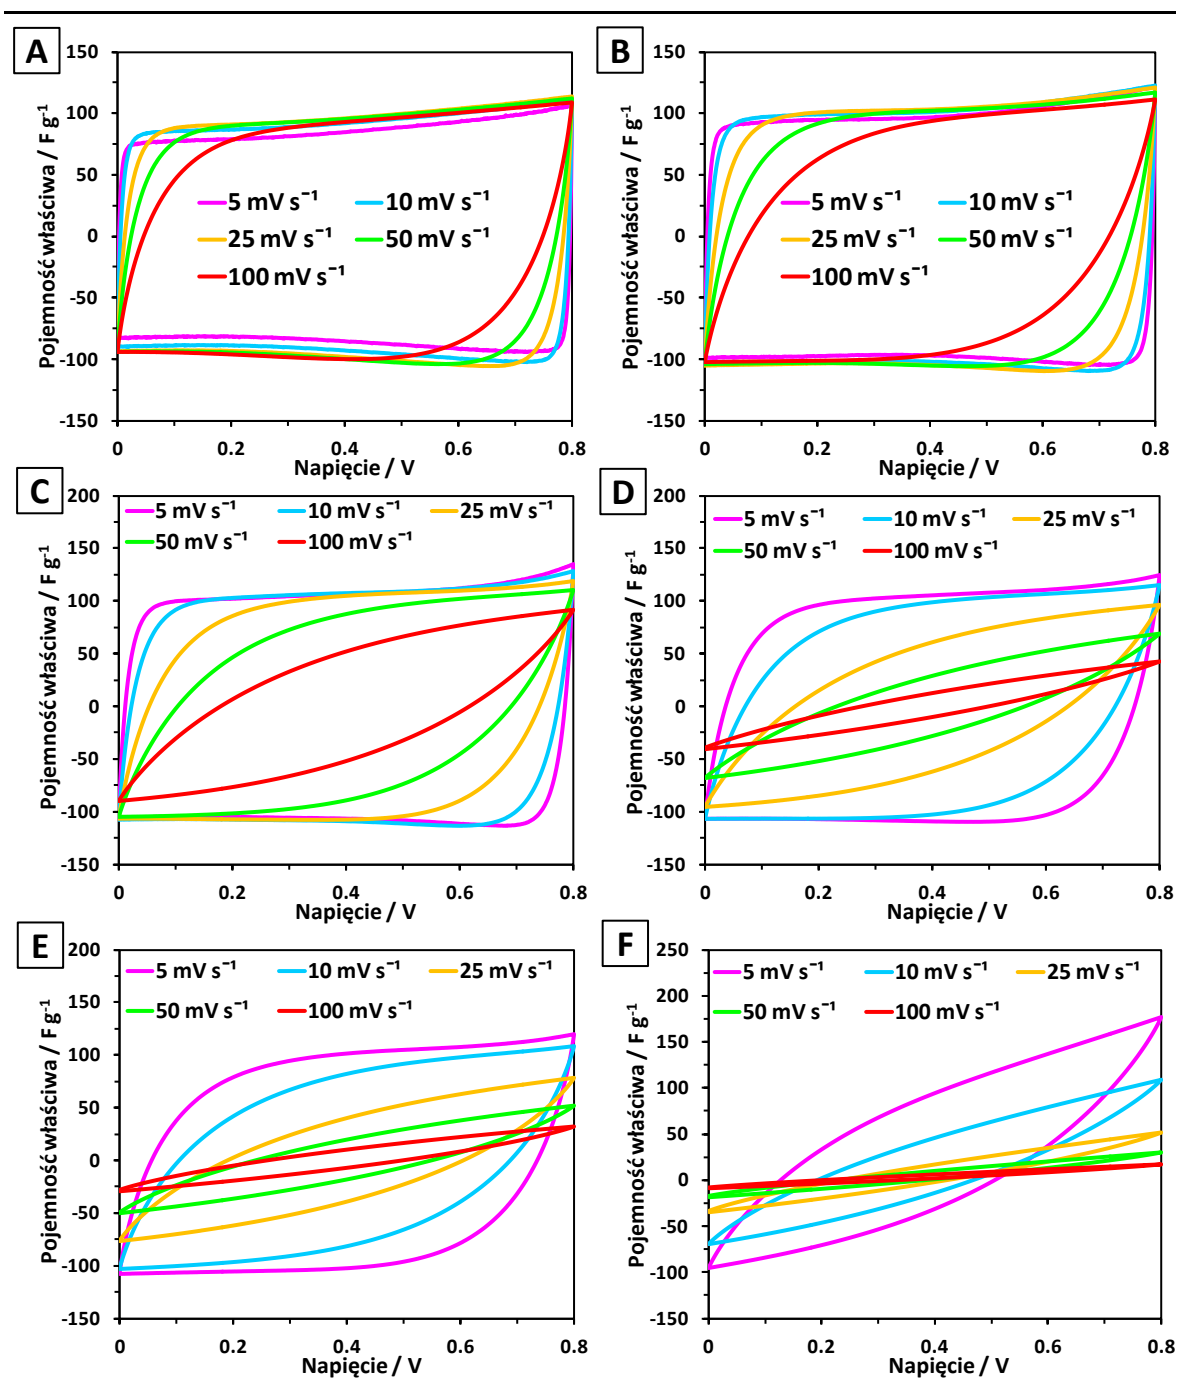 A
Pojemność właściwa / F g⁻¹
150
100
50
0
-50
-100
-150
5 mV s⁻¹
10 mV s⁻¹
25 mV s⁻¹
50 mV s⁻¹
100 mV s⁻¹
0
0.2
0.4
0.6
0.8
Napięcie / V
B
Pojemność właściwa / F g⁻¹
150
100
50
0
-50
-100
-150
5 mV s⁻¹
10 mV s⁻¹
25 mV s⁻¹
50 mV s⁻¹
100 mV s⁻¹
0
0.2
0.4
0.6
0.8
Napięcie / V
C
Pojemność właściwa / F g⁻¹
200
150
100
50
0
-50
-100
-150
5 mV s⁻¹
10 mV s⁻¹
25 mV s⁻¹
50 mV s⁻¹
100 mV s⁻¹
0
0.2
0.4
0.6
0.8
Napięcie / V
D
Pojemność właściwa / F g⁻¹
200
150
100
50
0
-50
-100
-150
5 mV s⁻¹
10 mV s⁻¹
25 mV s⁻¹
50 mV s⁻¹
100 mV s⁻¹
0
0.2
0.4
0.6
0.8
Napięcie / V
E
Pojemność właściwa / F g⁻¹
200
150
100
50
0
-50
-100
-150
5 mV s⁻¹
10 mV s⁻¹
25 mV s⁻¹
50 mV s⁻¹
100 mV s⁻¹
0
0.2
0.4
0.6
0.8
Napięcie / V
F
Pojemność właściwa / F g⁻¹
250
200
150
100
50
0
-50
-100
-150
5 mV s⁻¹
10 mV s⁻¹
25 mV s⁻¹
50 mV s⁻¹
100 mV s⁻¹
0
0.2
0.4
0.6
0.8
Napięcie / V